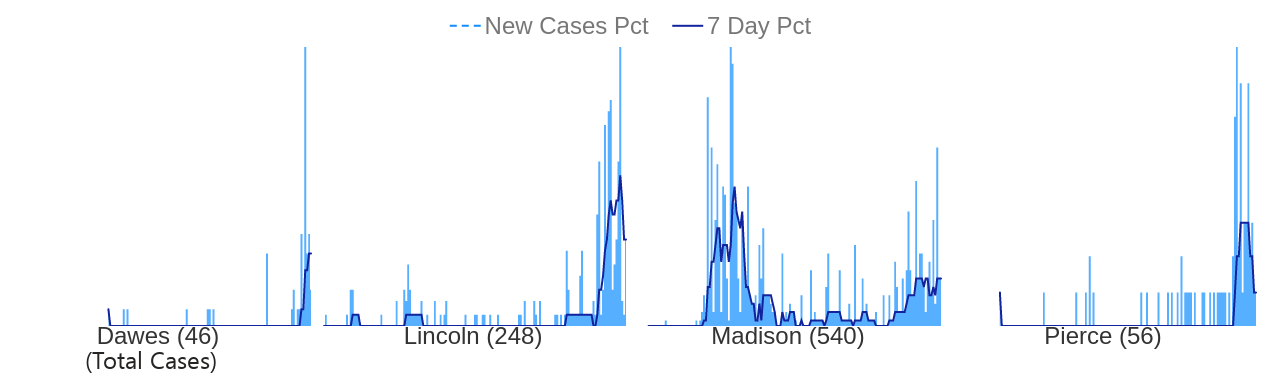 New Cases Pct 7 Day Pct
Dawes (46) Lincoln (248) Madison (540) Pierce (56)
(Total Cases)